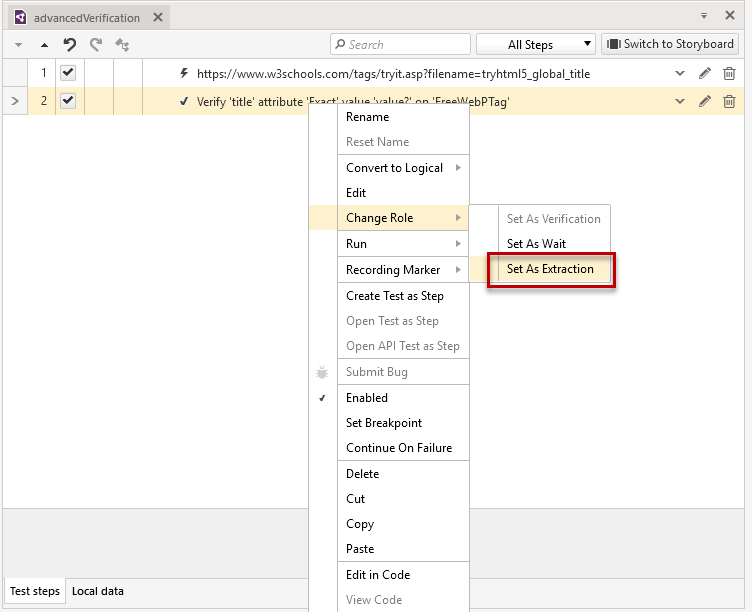 advancedVerification
Search
All Steps
Switch to Storyboard
1 https://www.w3schools.com/tags/tryit.asp?filename=tryhtml5_global_title
2 Verify 'title' attribute 'Exact' value 'value?' on 'FreeWebPTag'
Rename
Reset Name
Convert to Logical
Edit
Change Role
Set As Verification
Run
Set As Wait
Recording Marker
Set As Extraction
Create Test as Step
Open Test as Step
Open API Test as Step
Submit Bug
Enabled
Set Breakpoint
Continue On Failure
Delete
Cut
Copy
Paste
Edit in Code
Test steps
Local data
View Code